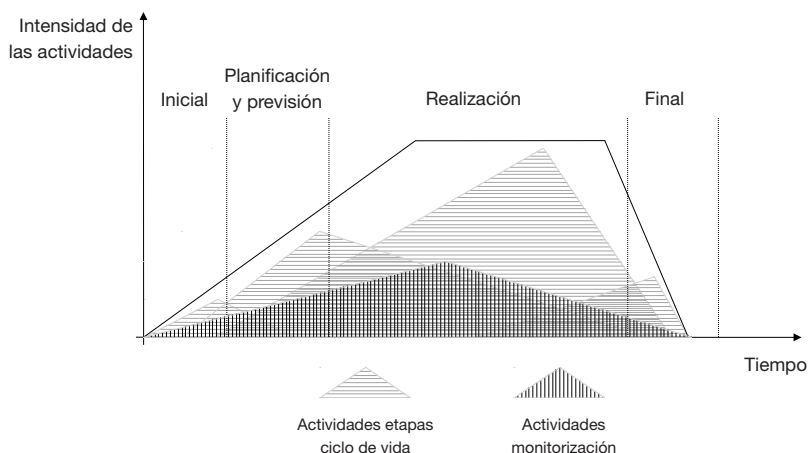 Intensidad de
las actividades
Inicial
Planificación
y previsión
Realización
Final
Tiempo
Actividades etapas
ciclo de vida
Actividades
monitorización